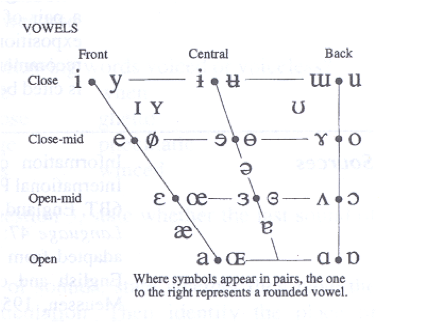 VOWELS
Front Central Back
Close i y ɨ ʉ ɯ u
ɪ ʏ ʊ
Close-mid e ø ɘ ɵ ɤ o
ə
Open-mid ɛ œ ɜ ɞ ʌ ɔ
æ ɐ
Open a ɶ ɑ ɒ
Where symbols appear in pairs, the one
to the right represents a rounded vowel.